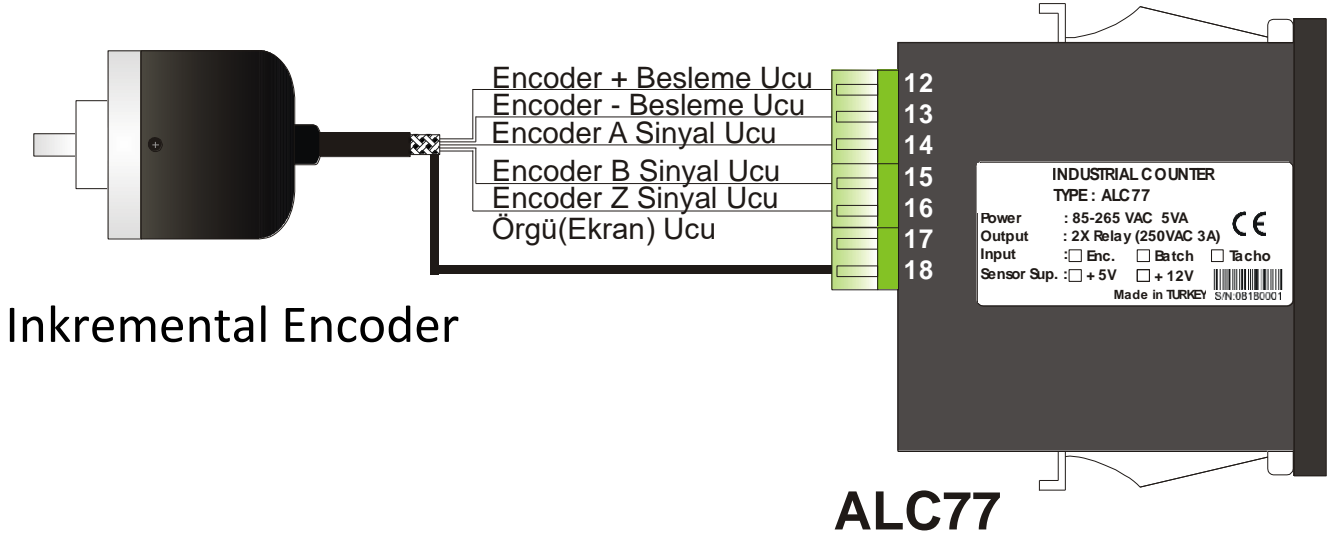 Encoder + Besleme Ucu
Encoder - Besleme Ucu
Encoder A Sinyal Ucu
Encoder B Sinyal Ucu
Encoder Z Sinyal Ucu
Örgü(Ekran) Ucu
12
13
14
15
16
17
18
INDUSTRIAL COUNTER
TYPE : ALC77
Power : 85-265 VAC 5VA
Output : 2X Relay (250VAC 3A)
Input : Enc. Batch Tacho
Sensor Sup. : + 5V + 12V
Made in TURKEY
CE
S/N:08180001
Inkremental Encoder
ALC77